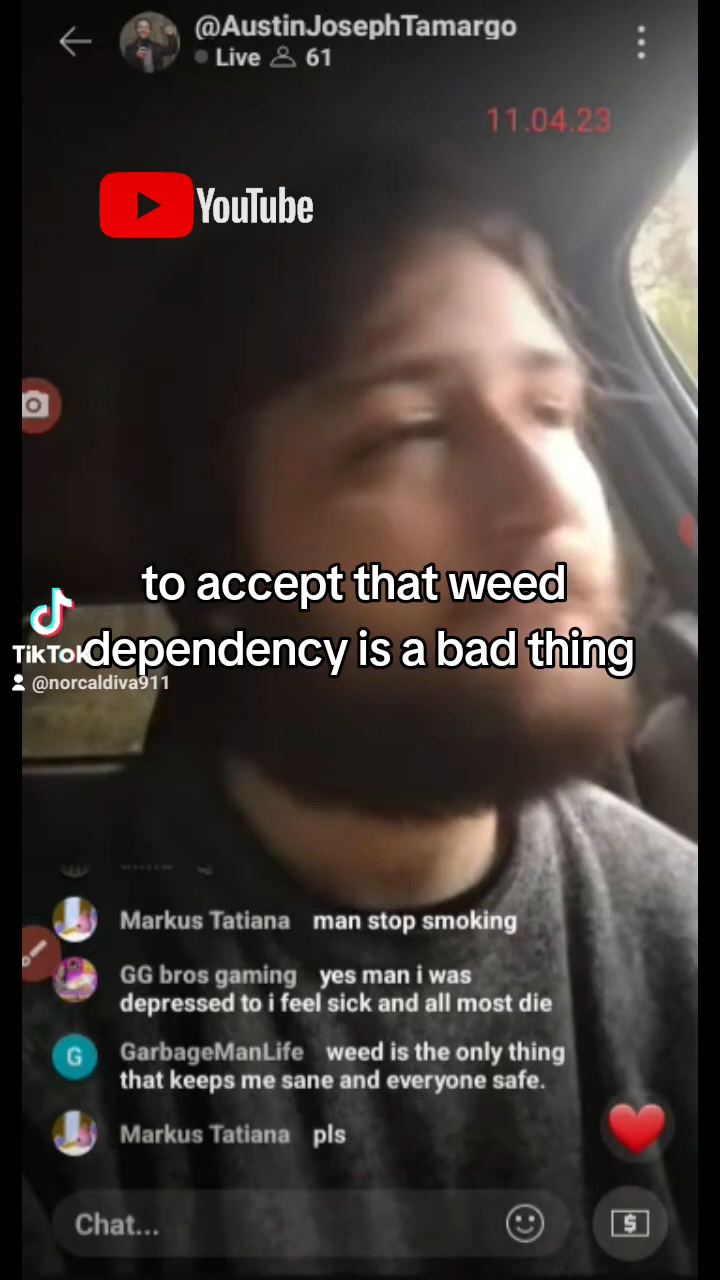 @AustinJosephTamargo
Live 61
11.04.23
YouTube
to accept that weed
dependency is a bad thing
TikTok
@norcaldiva911
Markus Tatiana man stop smoking
GG bros gaming yes man i was
depressed to i feel sick and all most die
G
GarbageManLife weed is the only thing
that keeps me sane and everyone safe.
Markus Tatiana pls
Chat...
$